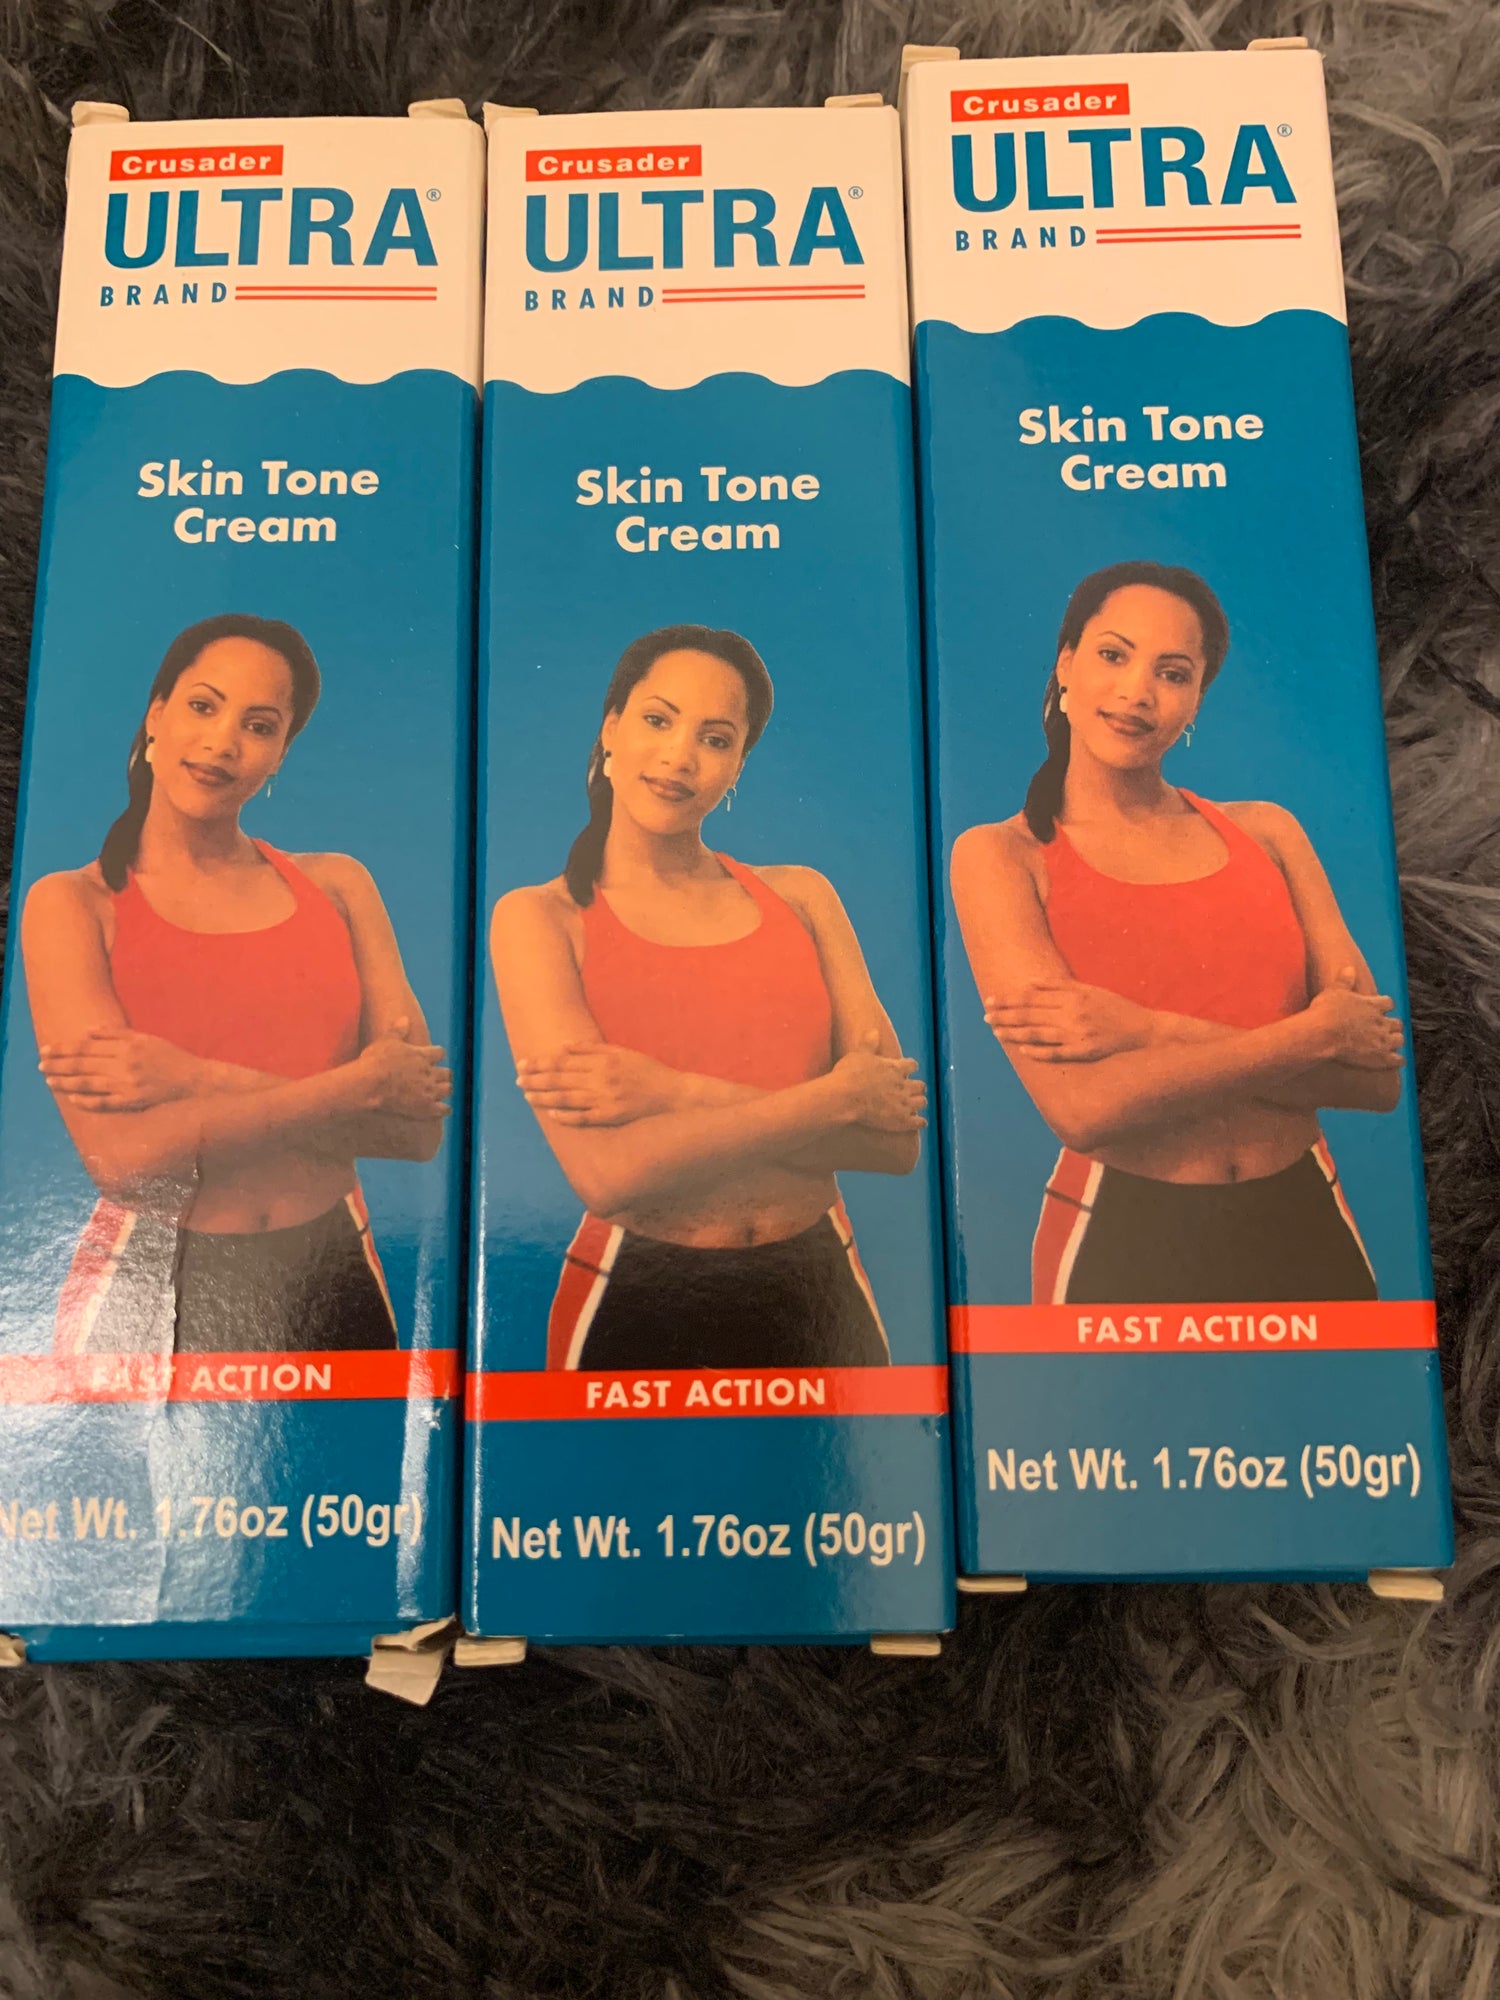 Crusader
ULTRA®
BRAND
Skin Tone
Cream
FAST ACTION
Net Wt. 1.76oz (50gr)
Crusader
ULTRA®
BRAND
Skin Tone
Cream
FAST ACTION
Net Wt. 1.76oz (50gr)
Crusader
ULTRA®
BRAND
Skin Tone
Cream
FAST ACTION
Net Wt. 1.76oz (50gr)